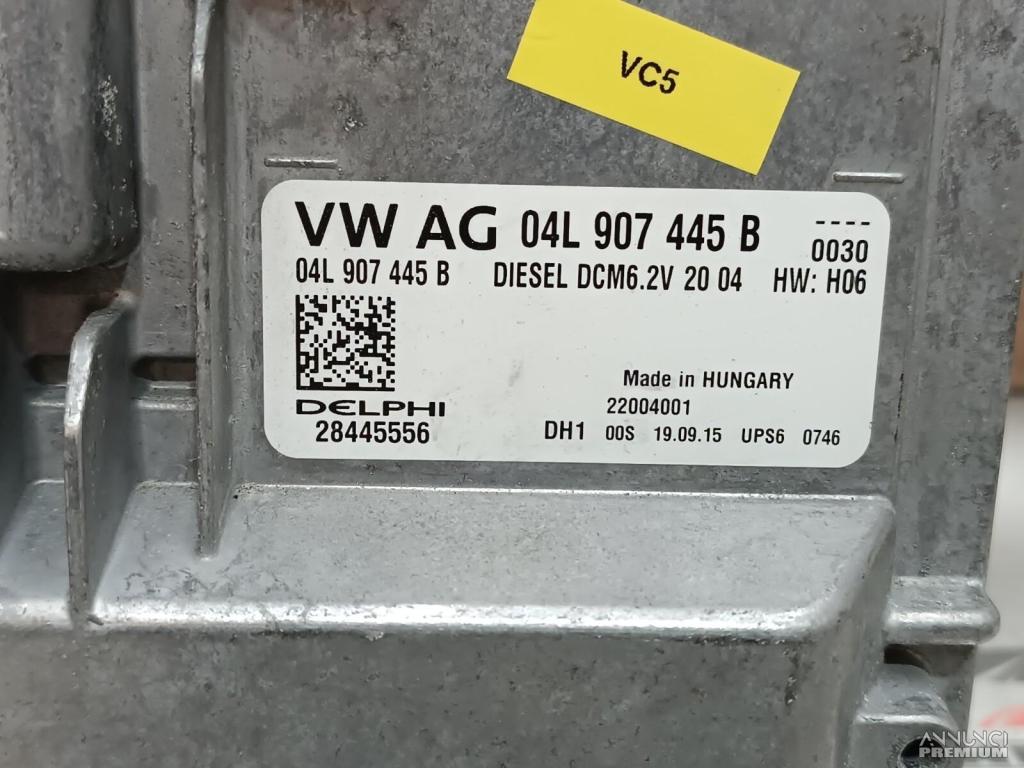 VC5
VW AG 04L 907 445 B ----
0030
04L 907 445 B DIESEL DCM6.2V 20 04 HW: H06
Made in HUNGARY
DELPHI 22004001
28445556 DH1 00S 19.09.15 UPS6 0746
ANNUNCI
PREMIUM